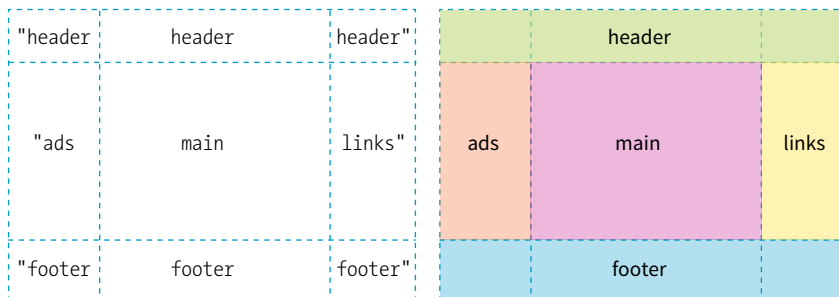 "header header header"
header
"ads main links"
ads main links
"footer footer footer"
footer